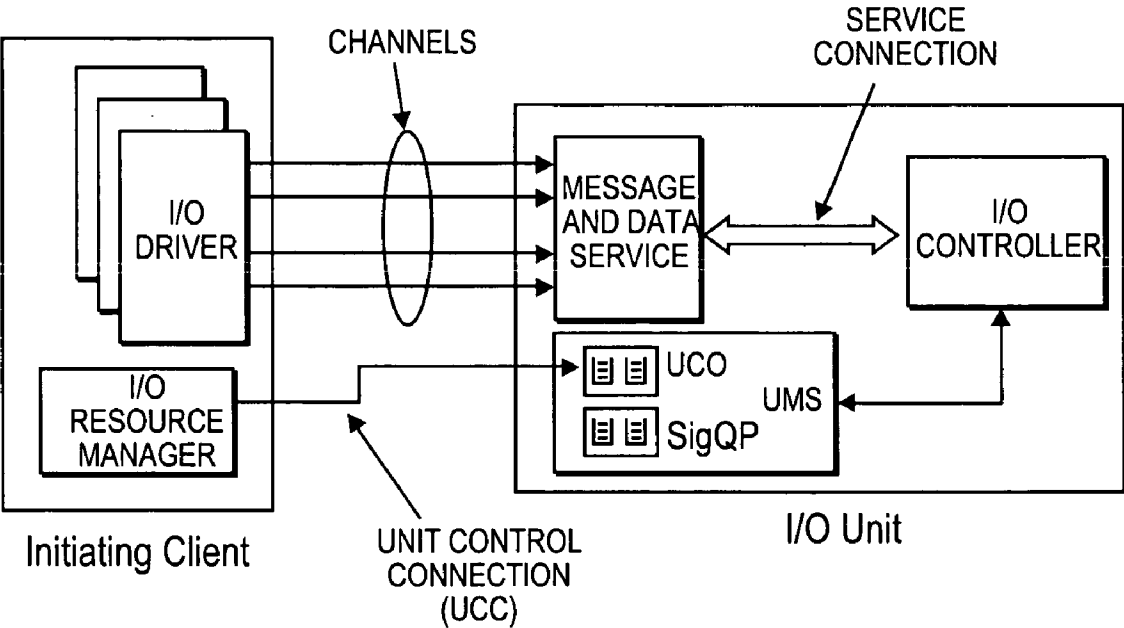 CHANNELS
SERVICE
CONNECTION
I/O
DRIVER
MESSAGE
AND DATA
SERVICE
I/O
CONTROLLER
I/O
RESOURCE
MANAGER
UCO
UMS
SigQP
Initiating Client
I/O Unit
UNIT CONTROL
CONNECTION
(UCC)